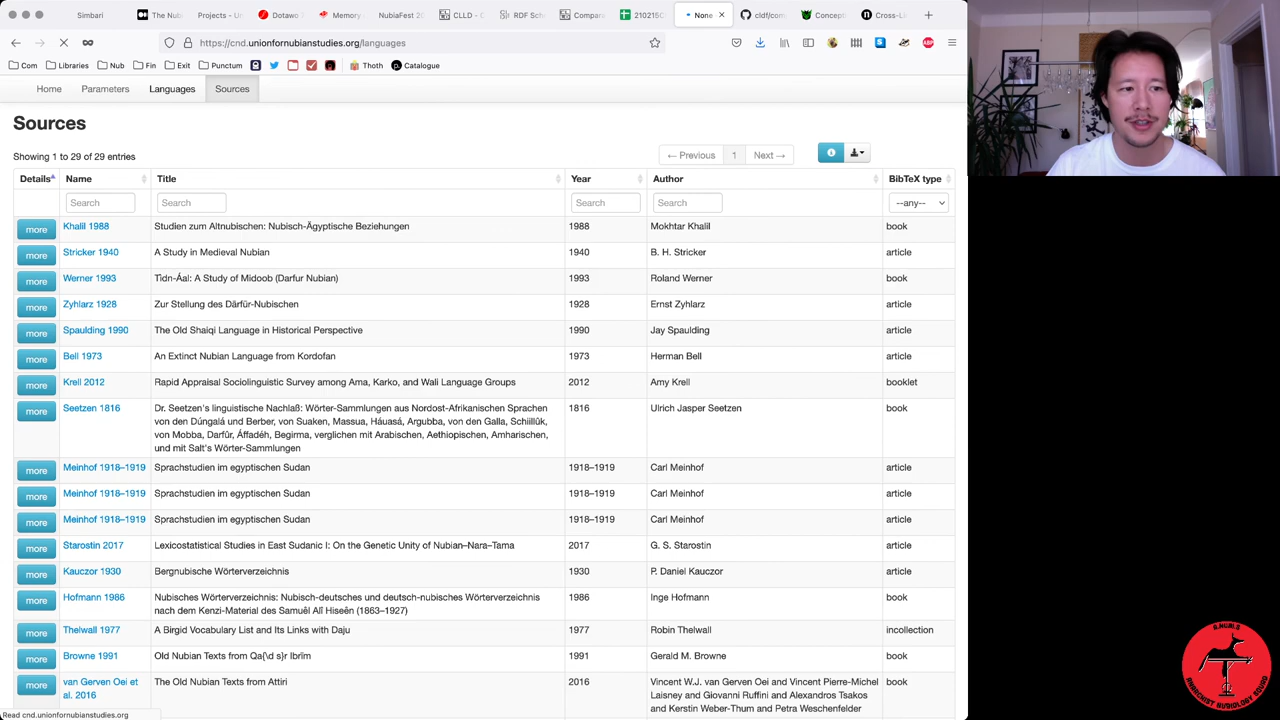 Simbari
The Nub
Projects - Un
Dotawo
Memory
NubiaFest 20
CLLD - C
RDF Sche
Compara
210215C
None
cldf/com
Concepti
Cross-Li
https://cnd.unionfornubianstudies.org/languages
Com
Libraries
Nub
Fin
Exit
Punctum
Thoth
Catalogue
Home
Parameters
Languages
Sources
Sources
Showing 1 to 29 of 29 entries
← Previous 1 Next →
Details Name Title Year Author BibTeX type
Search Search Search Search --any--
more Khalil 1988 Studien zum Altnubischen: Nubisch-Ägyptische Beziehungen 1988 Mokhtar Khalil book
more Stricker 1940 A Study in Medieval Nubian 1940 B. H. Stricker article
more Werner 1993 Tìdn-Áal: A Study of Midoob (Darfur Nubian) 1993 Roland Werner book
more Zyhlarz 1928 Zur Stellung des Därfür-Nubischen 1928 Ernst Zyhlarz article
more Spaulding 1990 The Old Shaiqi Language in Historical Perspective 1990 Jay Spaulding article
more Bell 1973 An Extinct Nubian Language from Kordofan 1973 Herman Bell article
more Krell 2012 Rapid Appraisal Sociolinguistic Survey among Ama, Karko, and Wali Language Groups 2012 Amy Krell booklet
more Seetzen 1816 Dr. Seetzen's linguistische Nachlaß: Wörter-Sammlungen aus Nordost-Afrikanischen Sprachen 1816 Ulrich Jasper Seetzen book
von den Dúngalá und Berber, von Suaken, Massua, Háuasá, Argubba, von den Galla, Schiillûk,
von Mobba, Darfûr, Áffadéh, Begirma, verglichen mit Arabischen, Aethiopischen, Amharischen,
und mit Salt's Wörter-Sammlungen
more Meinhof 1918–1919 Sprachstudien im egyptischen Sudan 1918–1919 Carl Meinhof article
more Meinhof 1918–1919 Sprachstudien im egyptischen Sudan 1918–1919 Carl Meinhof article
more Meinhof 1918–1919 Sprachstudien im egyptischen Sudan 1918–1919 Carl Meinhof article
more Starostin 2017 Lexicostatistical Studies in East Sudanic I: On the Genetic Unity of Nubian–Nara–Tama 2017 G. S. Starostin article
more Kauczor 1930 Bergnubische Wörterverzeichnis 1930 P. Daniel Kauczor article
more Hofmann 1986 Nubisches Wörterverzeichnis: Nubisch-deutsches und deutsch-nubisches Wörterverzeichnis 1986 Inge Hofmann book
nach dem Kenzi-Material des Samuêl Alî Hiseên (1863–1927)
more Thelwall 1977 A Birgid Vocabulary List and Its Links with Daju 1977 Robin Thelwall incollection
more Browne 1991 Old Nubian Texts from Qa{\d s}r Ibrīm 1991 Gerald M. Browne book
more van Gerven Oei et The Old Nubian Texts from Attiri 2016 Vincent W.J. van Gerven Oei and Vincent Pierre-Michel book
al. 2016 Laisney and Giovanni Ruffini and Alexandros Tsakos
and Kerstin Weber-Thum and Petra Weschenfelder
Read cnd.unionfornubianstudies.org
ANARCHIST NUBIOLOGY SQUAD